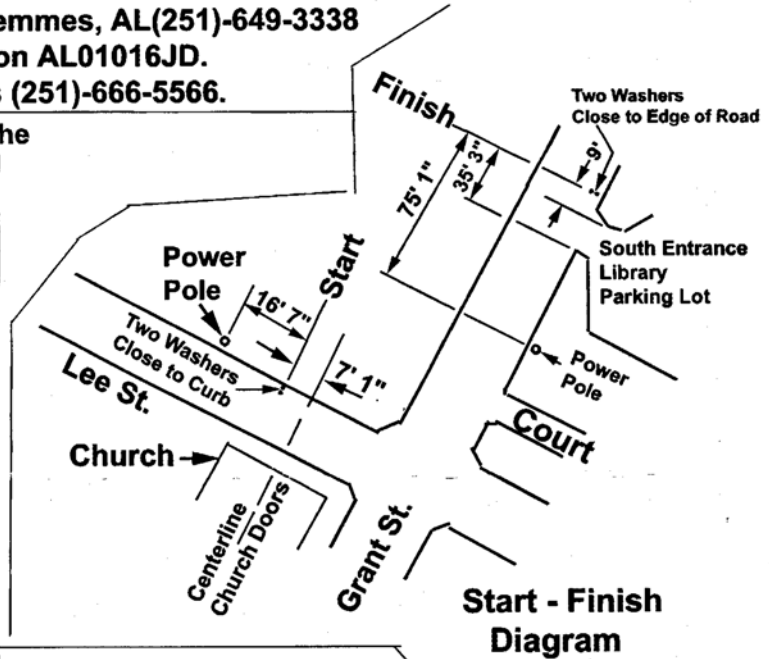 emmes, AL(251)-649-3338
on AL01016JD.
s (251)-666-5566.
he
Finish
Two Washers
Close to Edge of Road
9'
35' 3"
75' 1"
South Entrance
Library
Parking Lot
Start
Power
Pole
16' 7"
Two Washers
Close to Curb
7' 1"
Lee St.
Power
Pole
Court
Church
Centerline
Church Doors
Grant St.
Start - Finish
Diagram